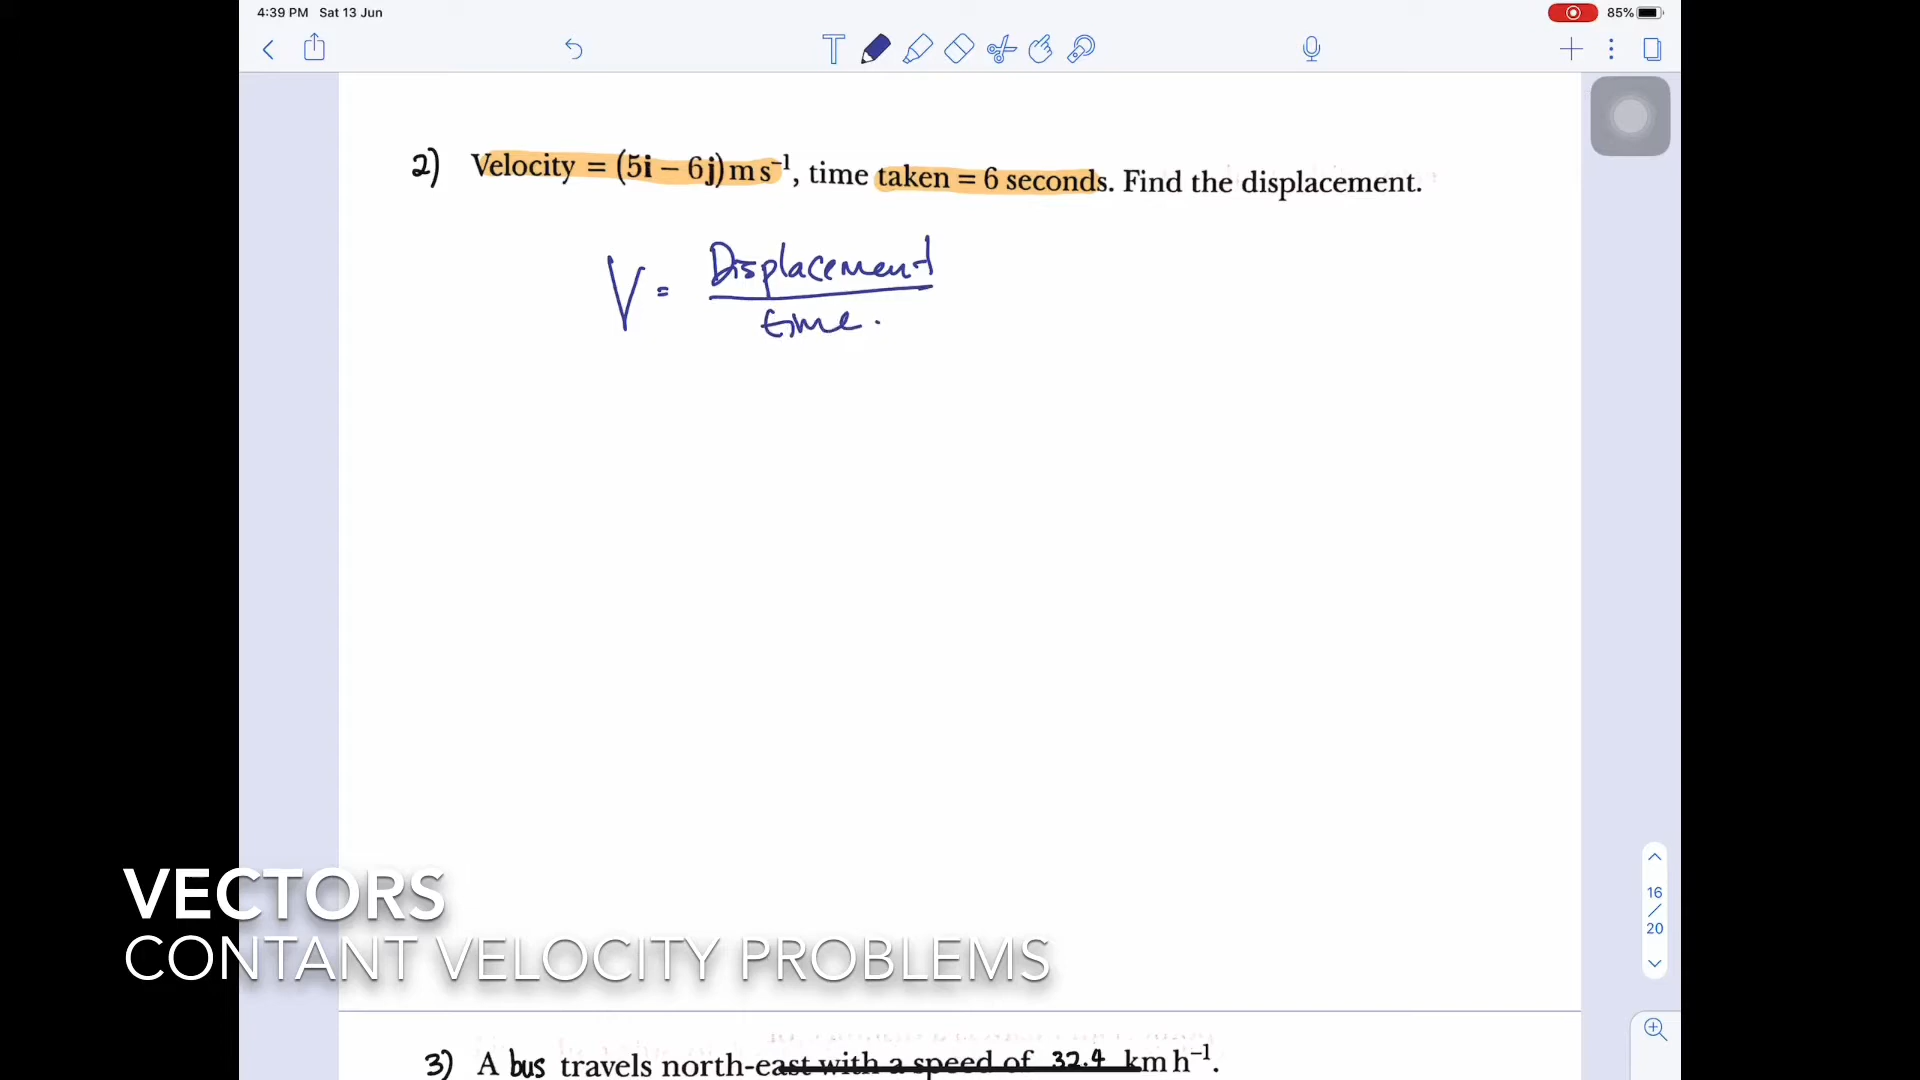 4:39 PM Sat 13 Jun
85%
T
2) Velocity = (5i − 6j) m s⁻¹, time taken = 6 seconds. Find the displacement.
V = Displacement
time.
16
/
20
VECTORS
CONTANT VELOCITY PROBLEMS
3) A bus travels north-east with a speed of 32.4 km h⁻¹.